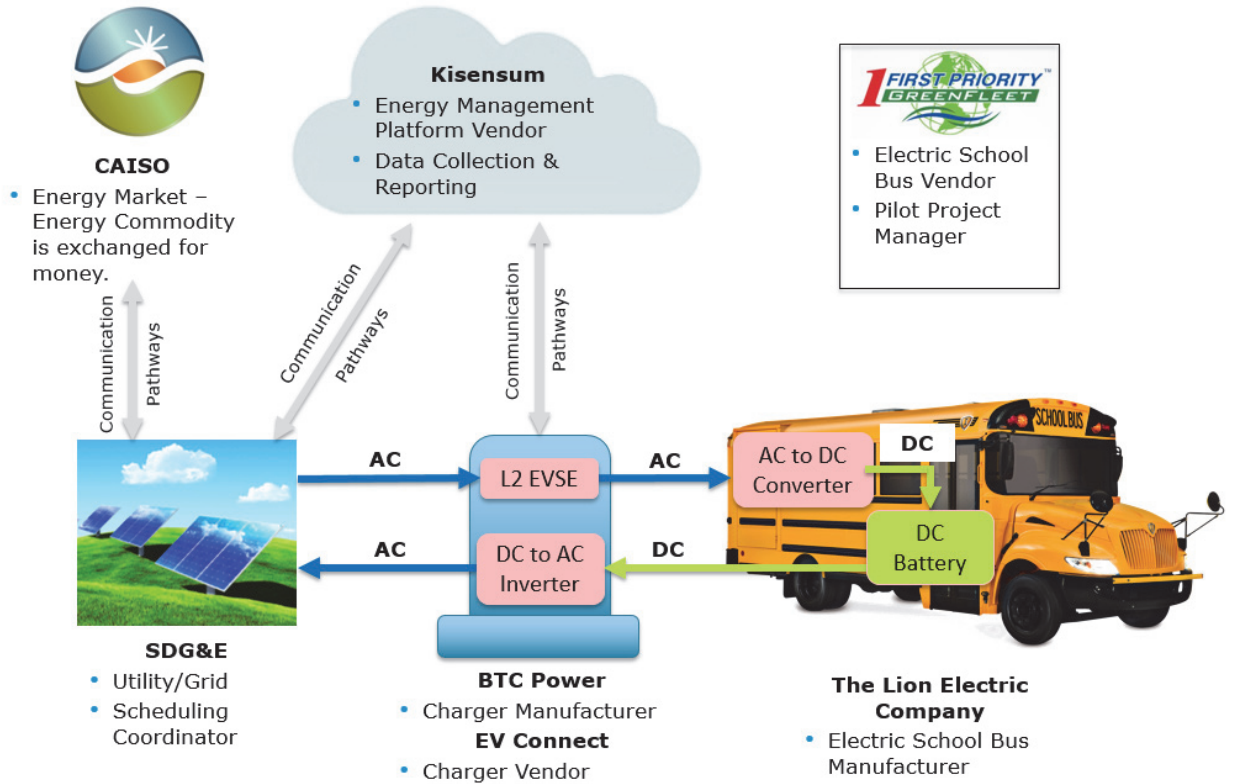 CAISO
• Energy Market –
Energy Commodity
is exchanged for
money.
Kisensum
• Energy Management
Platform Vendor
• Data Collection &
Reporting
1 FIRST PRIORITY™
GREENFLEET
• Electric School
Bus Vendor
• Pilot Project
Manager
Communication
Pathways
Communication
Pathways
Communication
Pathways
AC
L2 EVSE
AC
AC to DC
Converter
DC
SCHOOL BUS
AC
DC to AC
Inverter
DC
DC
Battery
SDG&E
• Utility/Grid
• Scheduling
Coordinator
BTC Power
• Charger Manufacturer
EV Connect
• Charger Vendor
The Lion Electric
Company
• Electric School Bus
Manufacturer